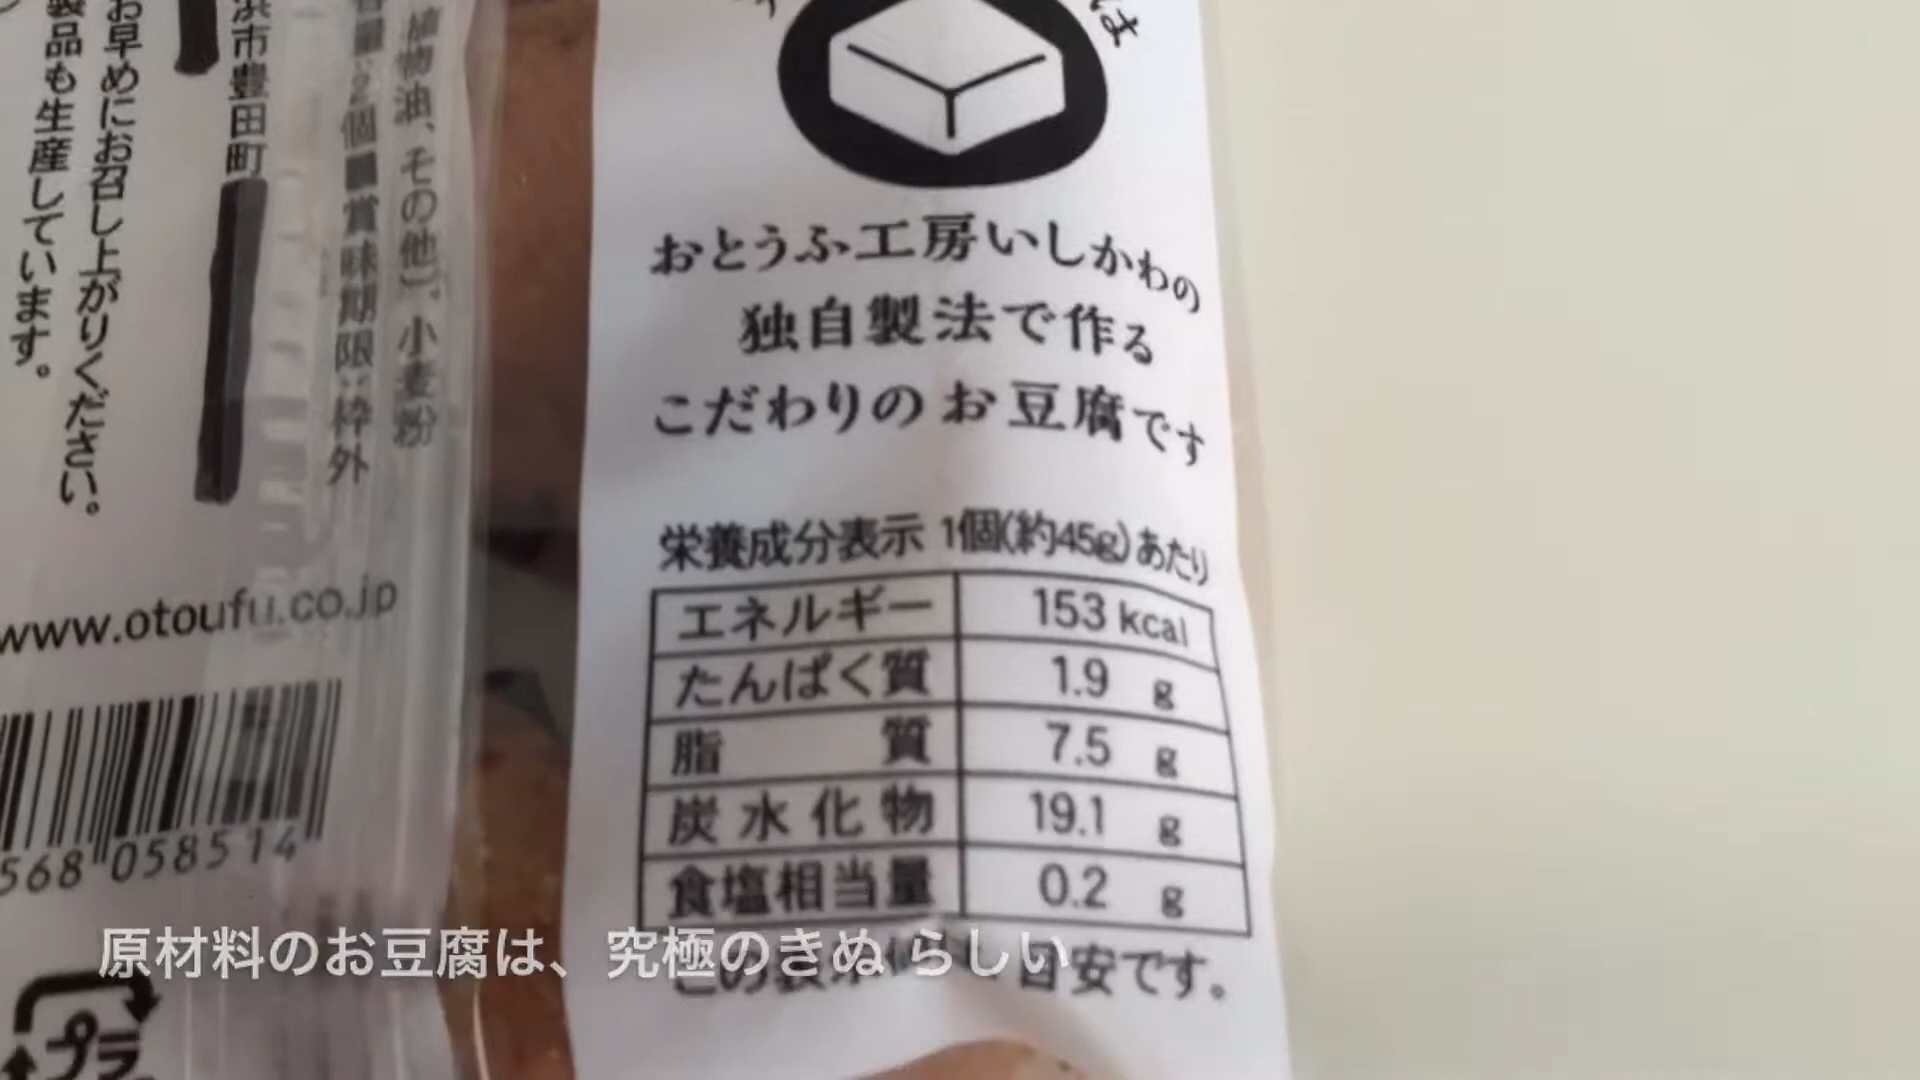 は
おとうふ工房いしかわの
独自製法で作る
こだわりのお豆腐です
栄養成分表示 1個(約45g)あたり
エネルギー 153 kcal
たんぱく質 1.9 g
脂 質 7.5 g
炭水化物 19.1 g
食塩相当量 0.2 g
目安です。
植物油、その他)、小麦粉
容量:2個■賞味期限:枠外
浜市豊田町
お早めにお召し上がりください。
製品も生産しています。
www.otoufu.co.jp
568 058514
プラ
原材料のお豆腐は、究極のきぬ らしい